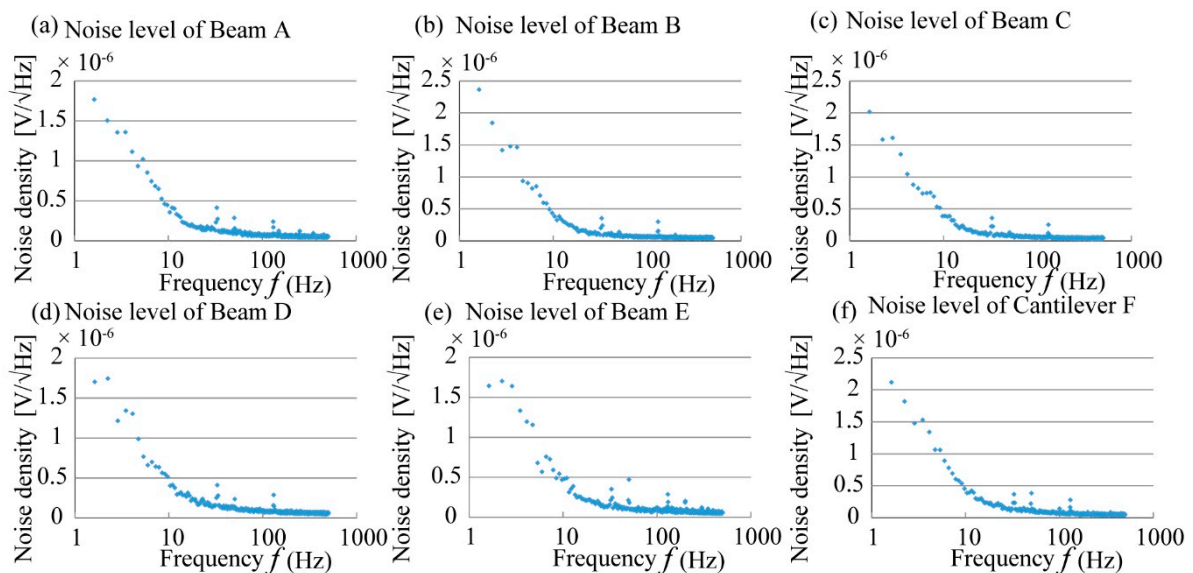 (a) Noise level of Beam A
× 10⁻⁶
Noise density [V/√Hz]
2
1.5
1
0.5
0
1 10 100 1000
Frequency f (Hz)
(b) Noise level of Beam B
× 10⁻⁶
Noise density [V/√Hz]
2.5
2
1.5
1
0.5
0
1 10 100 1000
Frequency f (Hz)
(c) Noise level of Beam C
× 10⁻⁶
Noise density [V/√Hz]
2.5
2
1.5
1
0.5
0
1 10 100 1000
Frequency f (Hz)
(d) Noise level of Beam D
× 10⁻⁶
Noise density [V/√Hz]
2
1.5
1
0.5
0
1 10 100 1000
Frequency f (Hz)
(e) Noise level of Beam E
× 10⁻⁶
Noise density [V/√Hz]
2
1.5
1
0.5
0
1 10 100 1000
Frequency f (Hz)
(f) Noise level of Cantilever F
× 10⁻⁶
Noise density [V/√Hz]
2.5
2
1.5
1
0.5
0
1 10 100 1000
Frequency f (Hz)